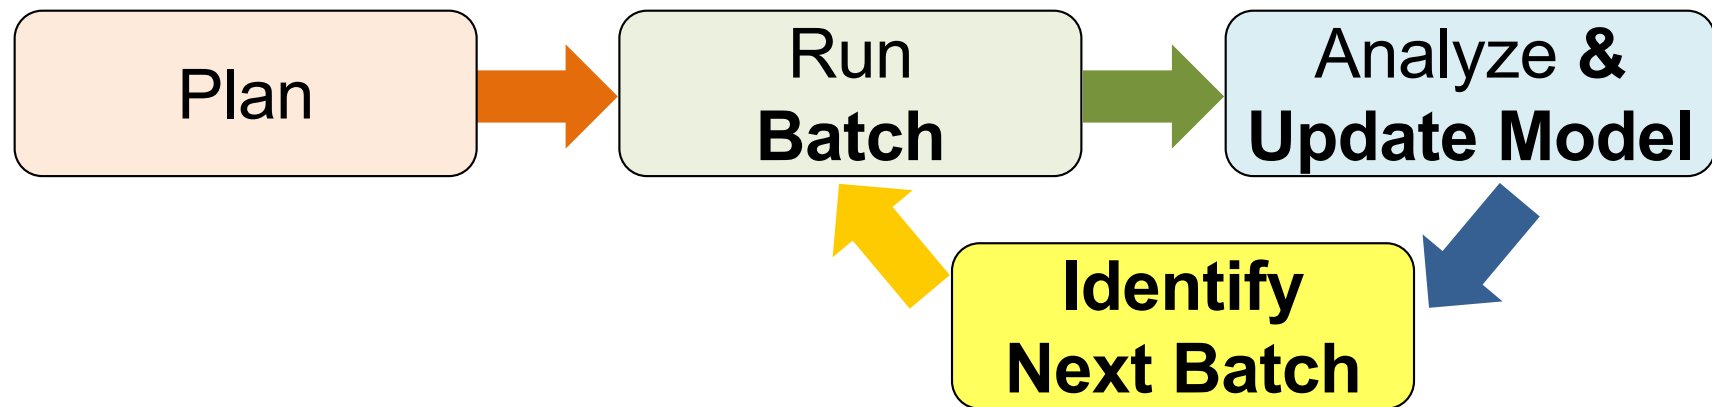 Plan
Run
Batch
Analyze &
Update Model
Identify
Next Batch